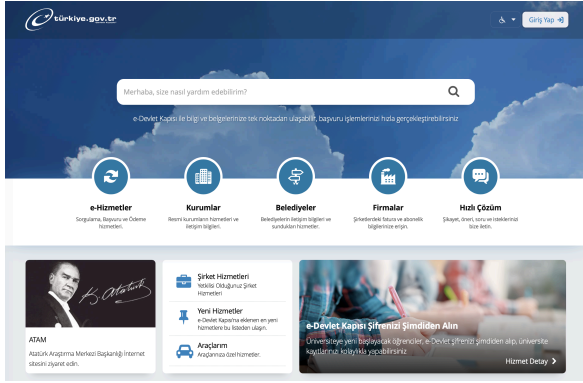 türkiye.gov.tr
Giriş Yap
Merhaba, size nasıl yardım edebilirim?
e-Devlet Kapısı ile bilgi ve belgelerinize tek noktadan ulaşabilir, başvuru işlemlerinizi hızla gerçekleştirebilirsiniz
e-Hizmetler
Sorgulama, Başvuru ve Ödeme
hizmetleri.
Kurumlar
Resmi kurumların hizmetleri ve
iletişim bilgileri.
Belediyeler
Belediyelerin iletişim bilgileri ve
sundukları hizmetler.
Firmalar
Şirketlerdeki fatura ve abonelik
bilgilerinize erişin.
Hızlı Çözüm
Şikayet, öneri, soru ve isteklerinizi
bize iletin.
K. Atatürk
ATAM
Atatürk Araştırma Merkezi Başkanlığı internet
sitesini ziyaret edin.
Şirket Hizmetleri
Yetkilisi Olduğunuz Şirket
Hizmetleri
Yeni Hizmetler
e-Devlet Kapısı'na eklenen en yeni
hizmetlere bu listeden ulaşın.
Araçlarım
Araçlarınıza özel hizmetler.
e-Devlet Kapısı Şifrenizi Şimdiden Alın
Üniversiteye yeni başlayacak öğrenciler, e-Devlet şifrenizi şimdiden alıp, üniversite
kayıtlarınızı kolaylıkla yapabilirsiniz
Hizmet Detay